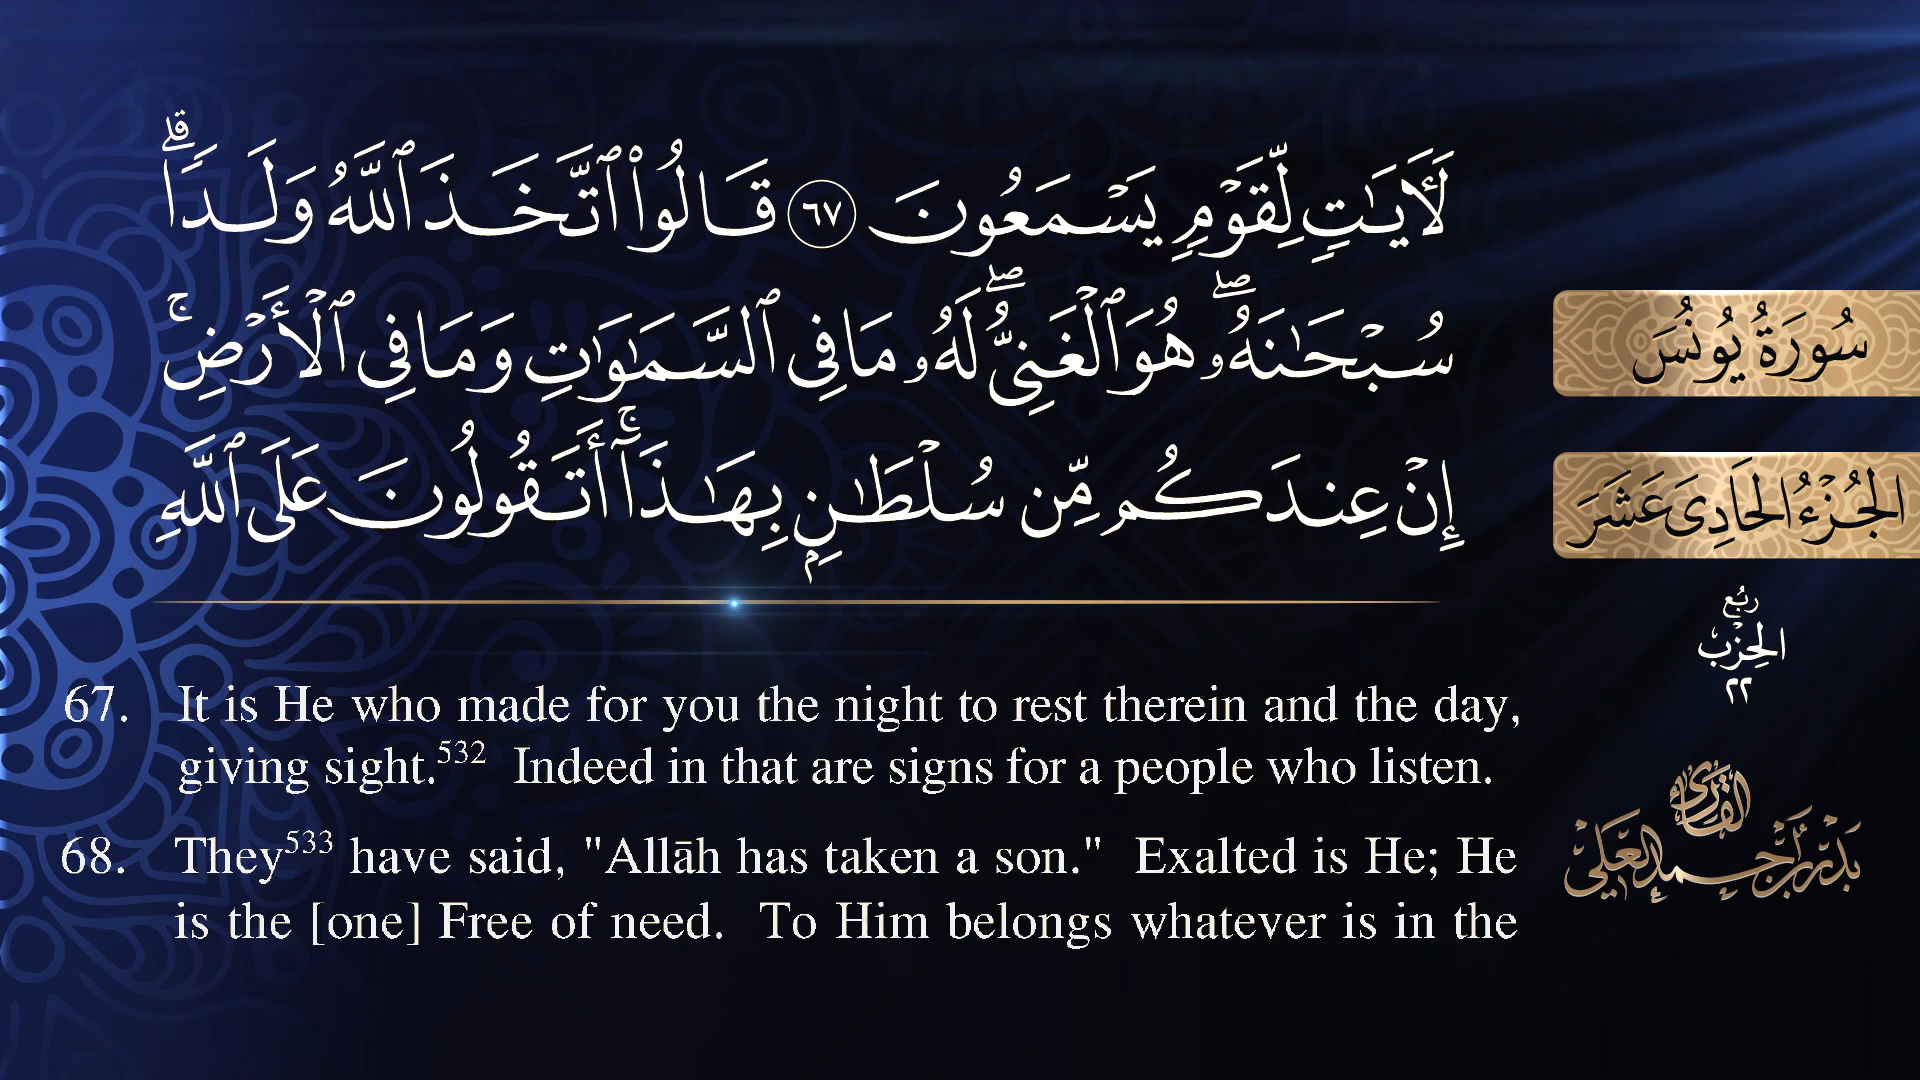 لَأٓيَٰتٖ لِّقَوۡمٖ يَسۡمَعُونَ ٦٧ قَالُواْ ٱتَّخَذَ ٱللَّهُ وَلَدٗاۗ
سُبۡحَٰنَهُۥۖ هُوَ ٱلۡغَنِيُّۖ لَهُۥ مَا فِي ٱلسَّمَٰوَٰتِ وَمَا فِي ٱلۡأَرۡضِۚ
إِنۡ عِندَكُم مِّن سُلۡطَٰنِۭ بِهَٰذَآۚ أَتَقُولُونَ عَلَى ٱللَّهِ
سُورَةُ يُونُسَ
الجُزْءُ الحَادِىَ عَشَرَ
ربع
الحِزْب
٢٢
67. It is He who made for you the night to rest therein and the day,
giving sight.532 Indeed in that are signs for a people who listen.
68. They533 have said, "Allāh has taken a son." Exalted is He; He
is the [one] Free of need. To Him belongs whatever is in the
القارئ
بدر أحمد العلي